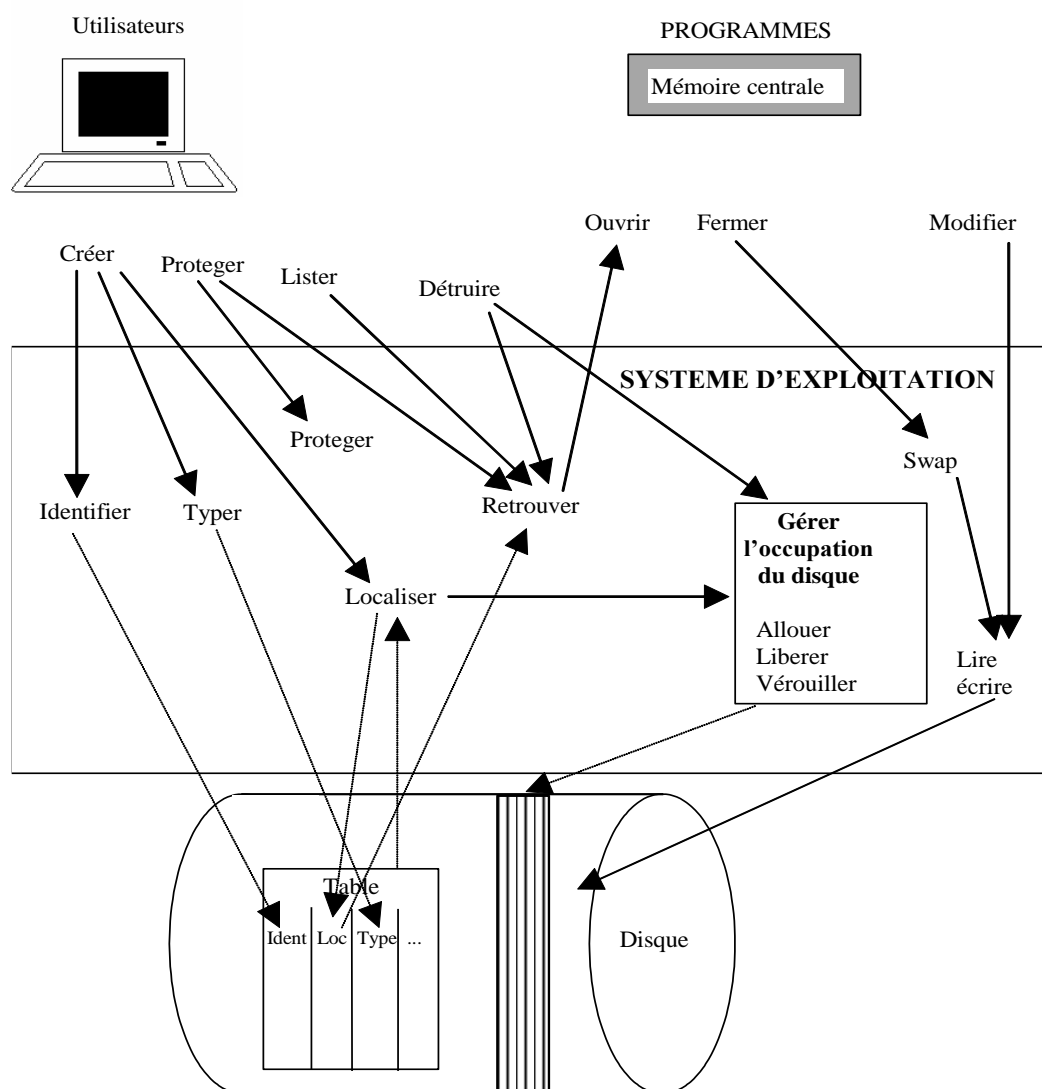 Utilisateurs
PROGRAMMES
Mémoire centrale
Ouvrir
Fermer
Modifier
Créer
Proteger
Lister
Détruire
SYSTEME D'EXPLOITATION
Proteger
Swap
Identifier
Typer
Retrouver
Gérer
l'occupation
du disque
Localiser
Allouer
Liberer
Vérouiller
Lire
écrire
Table
Ident
Loc
Type
...
Disque